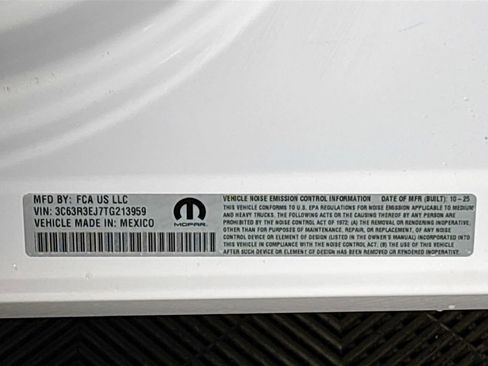 MFD BY: FCA US LLC
VIN: 3C63R3EJ7TG213959
VEHICLE MADE IN: MEXICO
MOPAR
VEHICLE NOISE EMISSION CONTROL INFORMATION DATE OF MFR (BUILT): 10-25
THIS VEHICLE CONFORMS TO U.S. EPA REGULATIONS FOR NOISE EMISSION APPLICABLE TO MEDIUM
AND HEAVY TRUCKS. THE FOLLOWING ACTS OR THE CAUSING THEREOF BY ANY PERSON ARE
PROHIBITED BY THE NOISE CONTROL ACT OF 1972: (A) THE REMOVAL OR RENDERING INOPERATIVE,
OTHER THAN FOR PURPOSES OF MAINTENANCE, REPAIR, OR REPLACEMENT, OF ANY NOISE
CONTROL DEVICE OR ELEMENT OF DESIGN (LISTED IN THE OWNER'S MANUAL) INCORPORATED INTO
THIS VEHICLE IN COMPLIANCE WITH THE NOISE CONTROL ACT; (B) THE USE OF THIS VEHICLE
AFTER SUCH DEVICE OR ELEMENT OF DESIGN HAS BEEN REMOVED OR RENDERED INOPERATIVE.